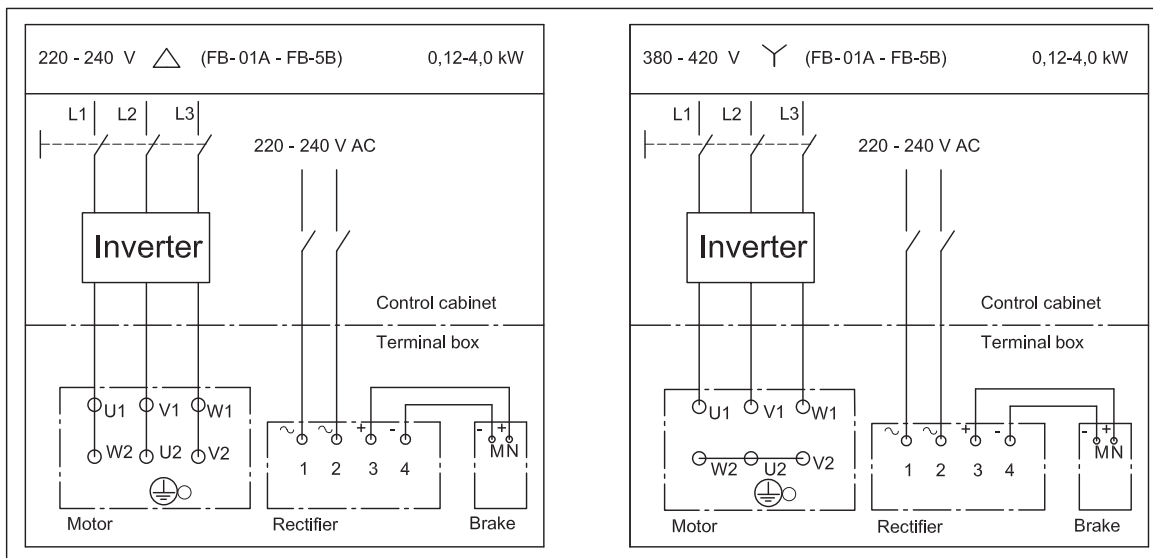 220 - 240 V (FB- 01A - FB-5B) 0,12-4,0 kW
L1 L2 L3
220 - 240 V AC
Inverter
Control cabinet
Terminal box
U1 V1 W1
~ ~ + - - +
W2 U2 V2
MN
1 2 3 4
Motor Rectifier Brake
380 - 420 V (FB- 01A - FB-5B) 0,12-4,0 kW
L1 L2 L3
220 - 240 V AC
Inverter
Control cabinet
Terminal box
U1 V1 W1
~ ~ + - - +
W2 U2 V2
MN
1 2 3 4
Motor Rectifier Brake